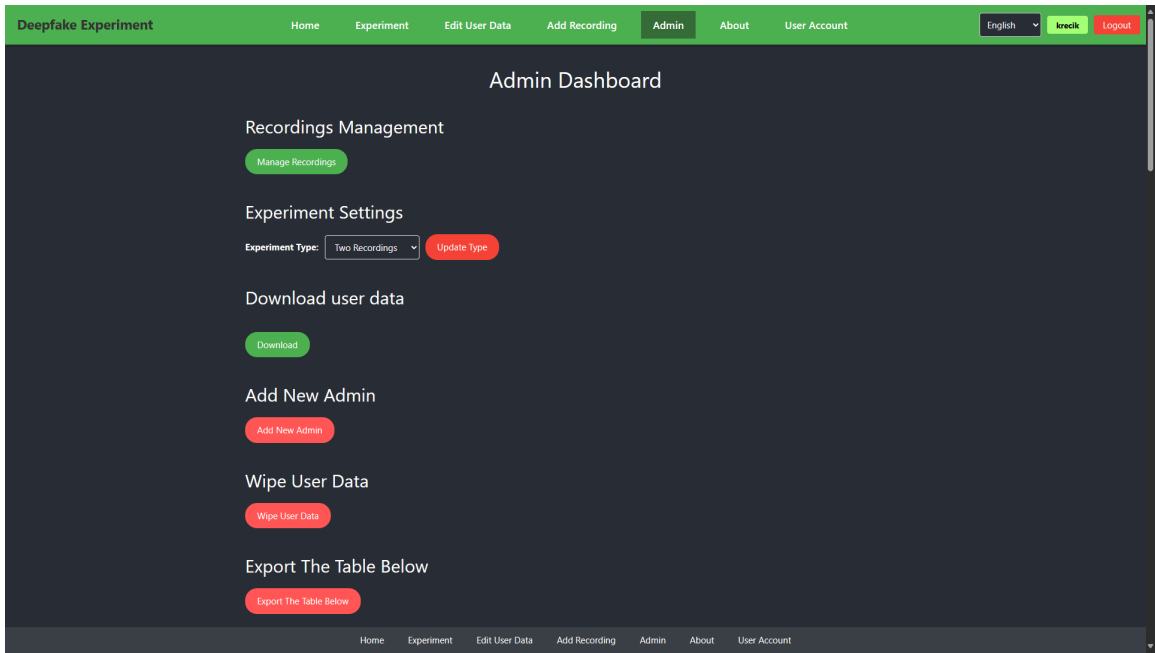 Deepfake Experiment Home Experiment Edit User Data Add Recording Admin About User Account English krecik Logout
Admin Dashboard
Recordings Management
Manage Recordings
Experiment Settings
Experiment Type: Two Recordings Update Type
Download user data
Download
Add New Admin
Add New Admin
Wipe User Data
Wipe User Data
Export The Table Below
Export The Table Below
Home Experiment Edit User Data Add Recording Admin About User Account